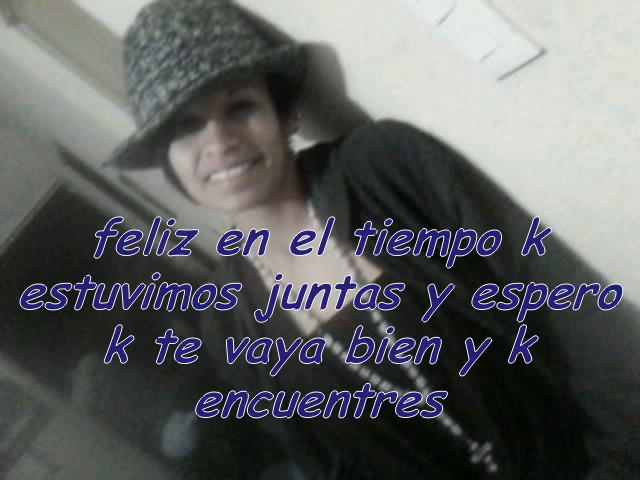 feliz en el tiempo k
estuvimos juntas y espero
k te vaya bien y k
encuentres